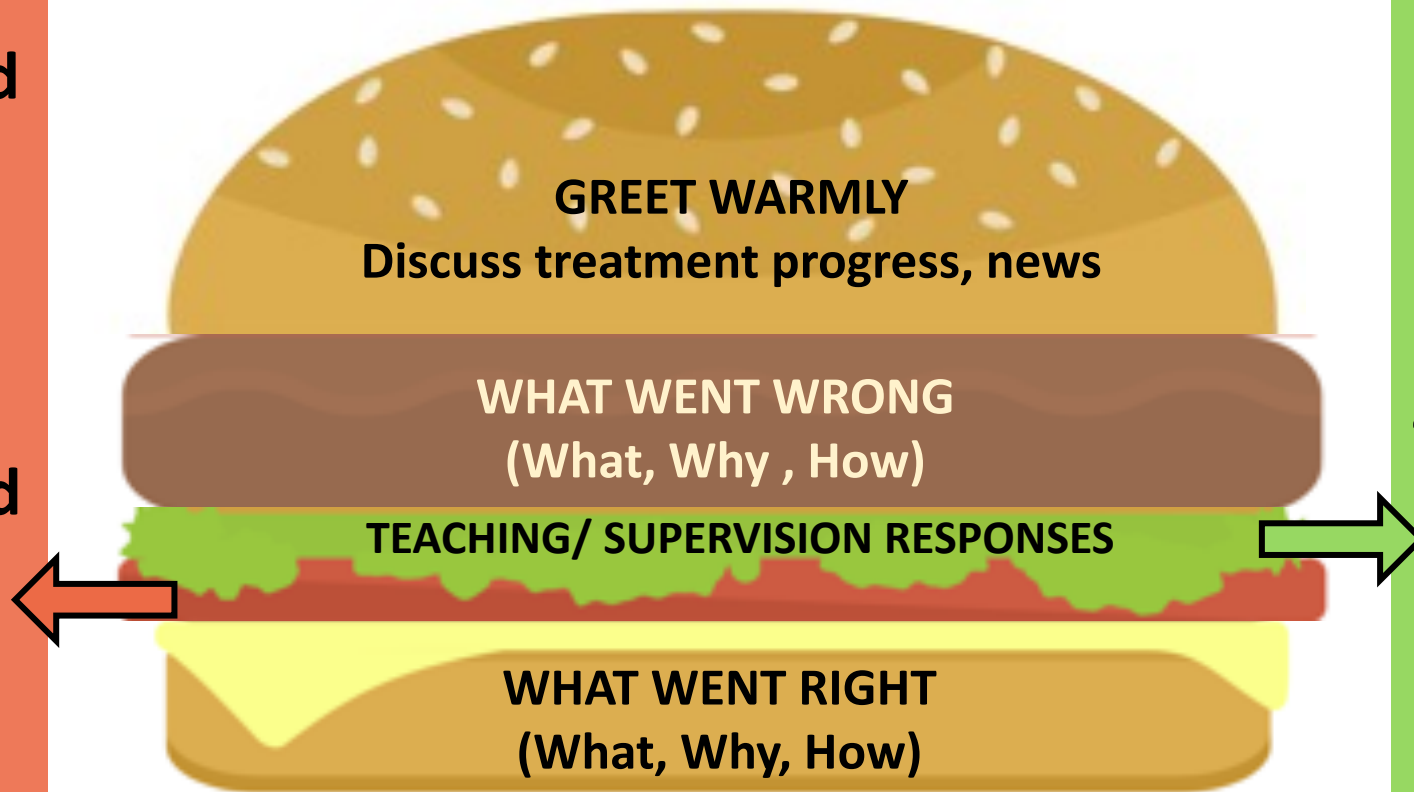 GREET WARMLY
Discuss treatment progress, news
WHAT WENT WRONG
(What, Why , How)
TEACHING/ SUPERVISION RESPONSES
WHAT WENT RIGHT
(What, Why, How)